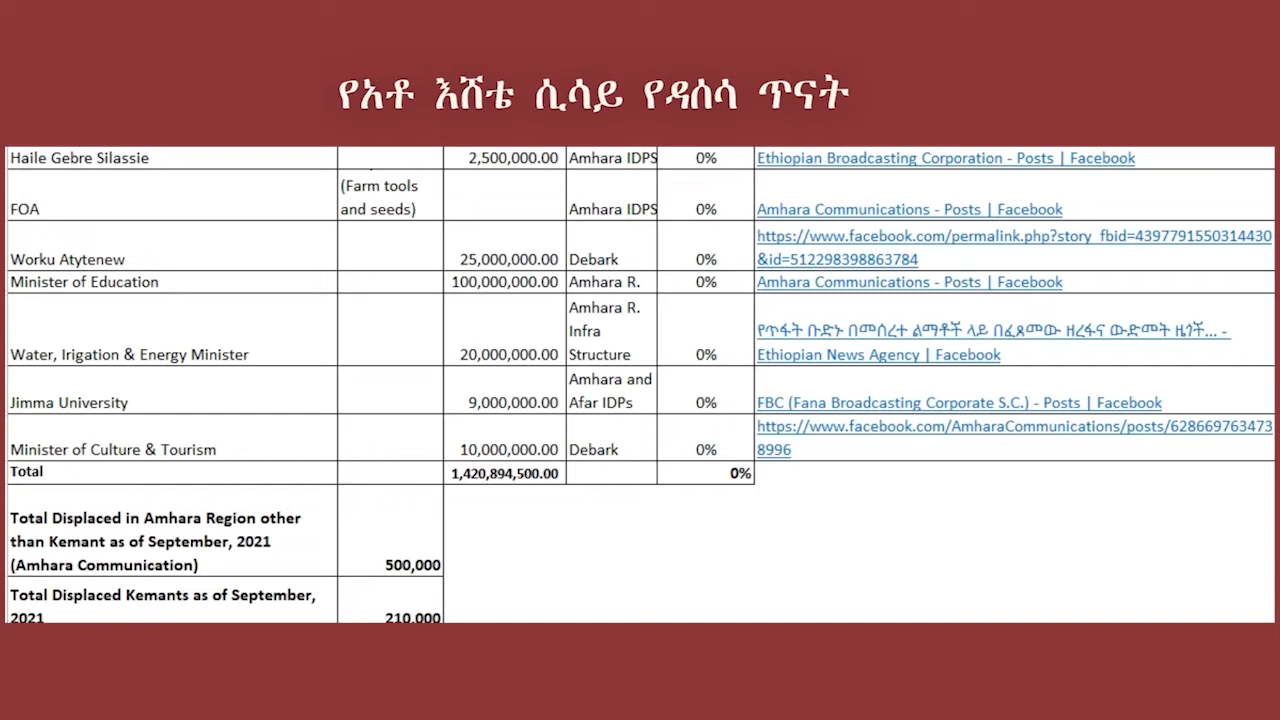 የአቶ እሸቴ ሲሳይ የዳሰሳ ጥናት
Haile Gebre Silassie 2,500,000.00 Amhara IDPS 0% Ethiopian Broadcasting Corporation - Posts | Facebook
(Farm tools
FOA and seeds) Amhara IDPS 0% Amhara Communications - Posts | Facebook
https://www.facebook.com/permalink.php?story_fbid=4397791550314430
Worku Atytenew 25,000,000.00 Debark 0% &id=512298398863784
Minister of Education 100,000,000.00 Amhara R. 0% Amhara Communications - Posts | Facebook
Amhara R.
Infra የጥፋት ቡድኑ በመሰረተ ልማቶች ላይ በፈጸመው ዘረፋና ውድመት ዜጎች... -
Water, Irigation & Energy Minister 20,000,000.00 Structure 0% Ethiopian News Agency | Facebook
Amhara and
Jimma University 9,000,000.00 Afar IDPs 0% FBC (Fana Broadcasting Corporate S.C.) - Posts | Facebook
https://www.facebook.com/AmharaCommunications/posts/628669763473
Minister of Culture & Tourism 10,000,000.00 Debark 0% 8996
Total 1,420,894,500.00 0%
Total Displaced in Amhara Region other
than Kemant as of September, 2021
(Amhara Communication) 500,000
Total Displaced Kemants as of September,
2021 210,000